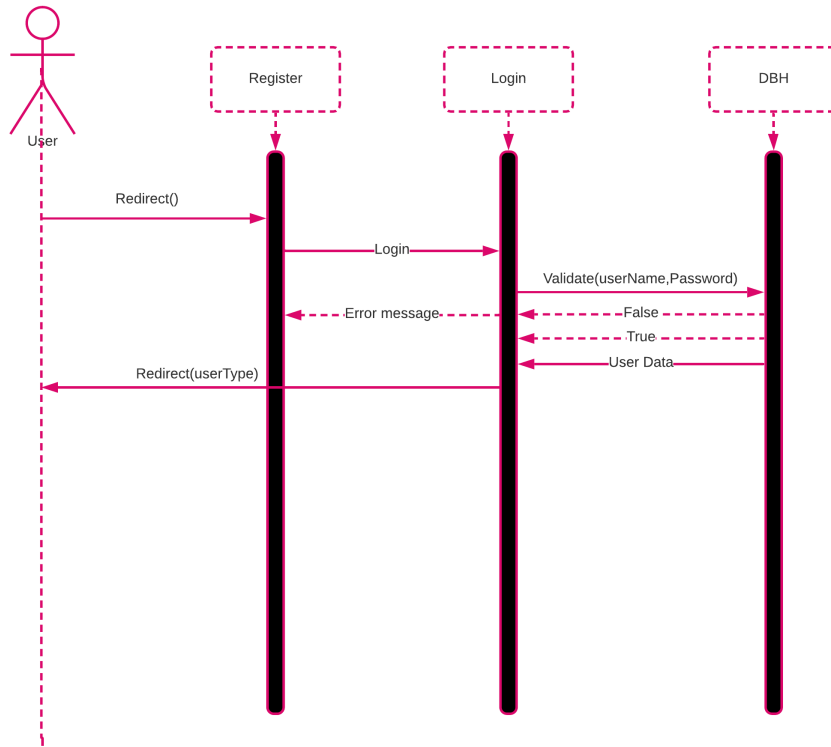 Register
Login
DBH
User
Redirect()
Login
Validate(userName,Password)
Error message
False
True
User Data
Redirect(userType)